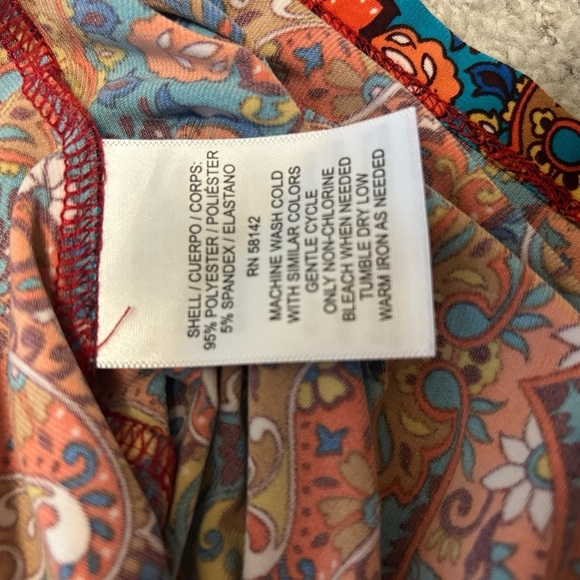 SHELL / CUERPO / CORPS:
95% POLYESTER / POLIÉSTER
5% SPANDEX / ELASTANO
RN 58142
MACHINE WASH COLD
WITH SIMILAR COLORS
GENTLE CYCLE
ONLY NON-CHLORINE
BLEACH WHEN NEEDED
TUMBLE DRY LOW
WARM IRON AS NEEDED